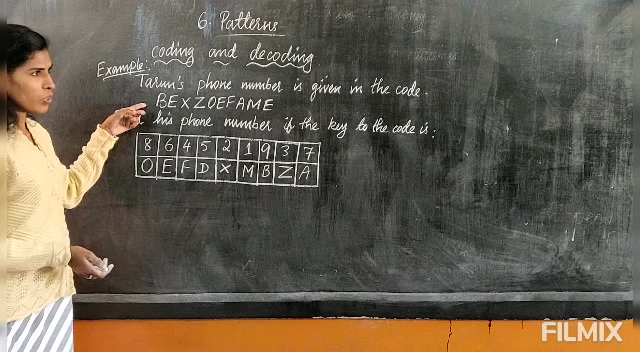 6. Patterns
coding and decoding
Example:
Tarun's phone number is given in the code.
BEXZOEFAME
his phone number if the key to the code is:
8 6 4 5 2 1 9 3 7
O E F D X M B Z A
FILMIX